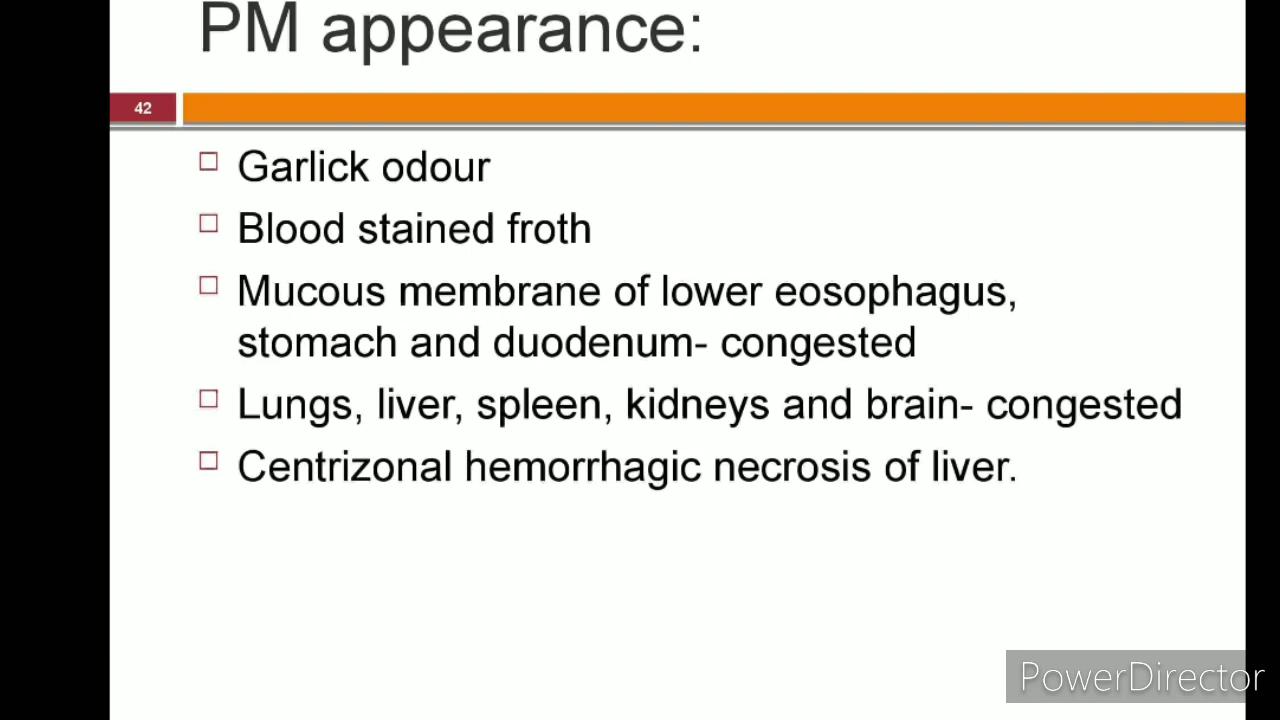 PM appearance:
42
Garlick odour
Blood stained froth
Mucous membrane of lower eosophagus,
stomach and duodenum- congested
Lungs, liver, spleen, kidneys and brain- congested
Centrizonal hemorrhagic necrosis of liver.
PowerDirector